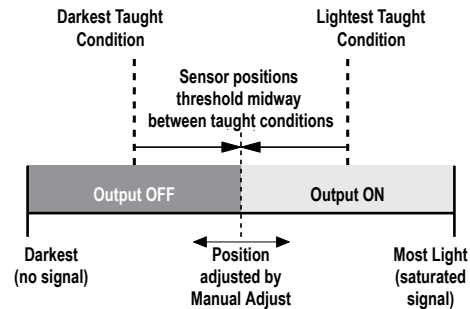 Darkest Taught
Condition
Lightest Taught
Condition
Sensor positions
threshold midway
between taught conditions
Output OFF
Output ON
Darkest
(no signal)
Position
adjusted by
Manual Adjust
Most Light
(saturated
signal)